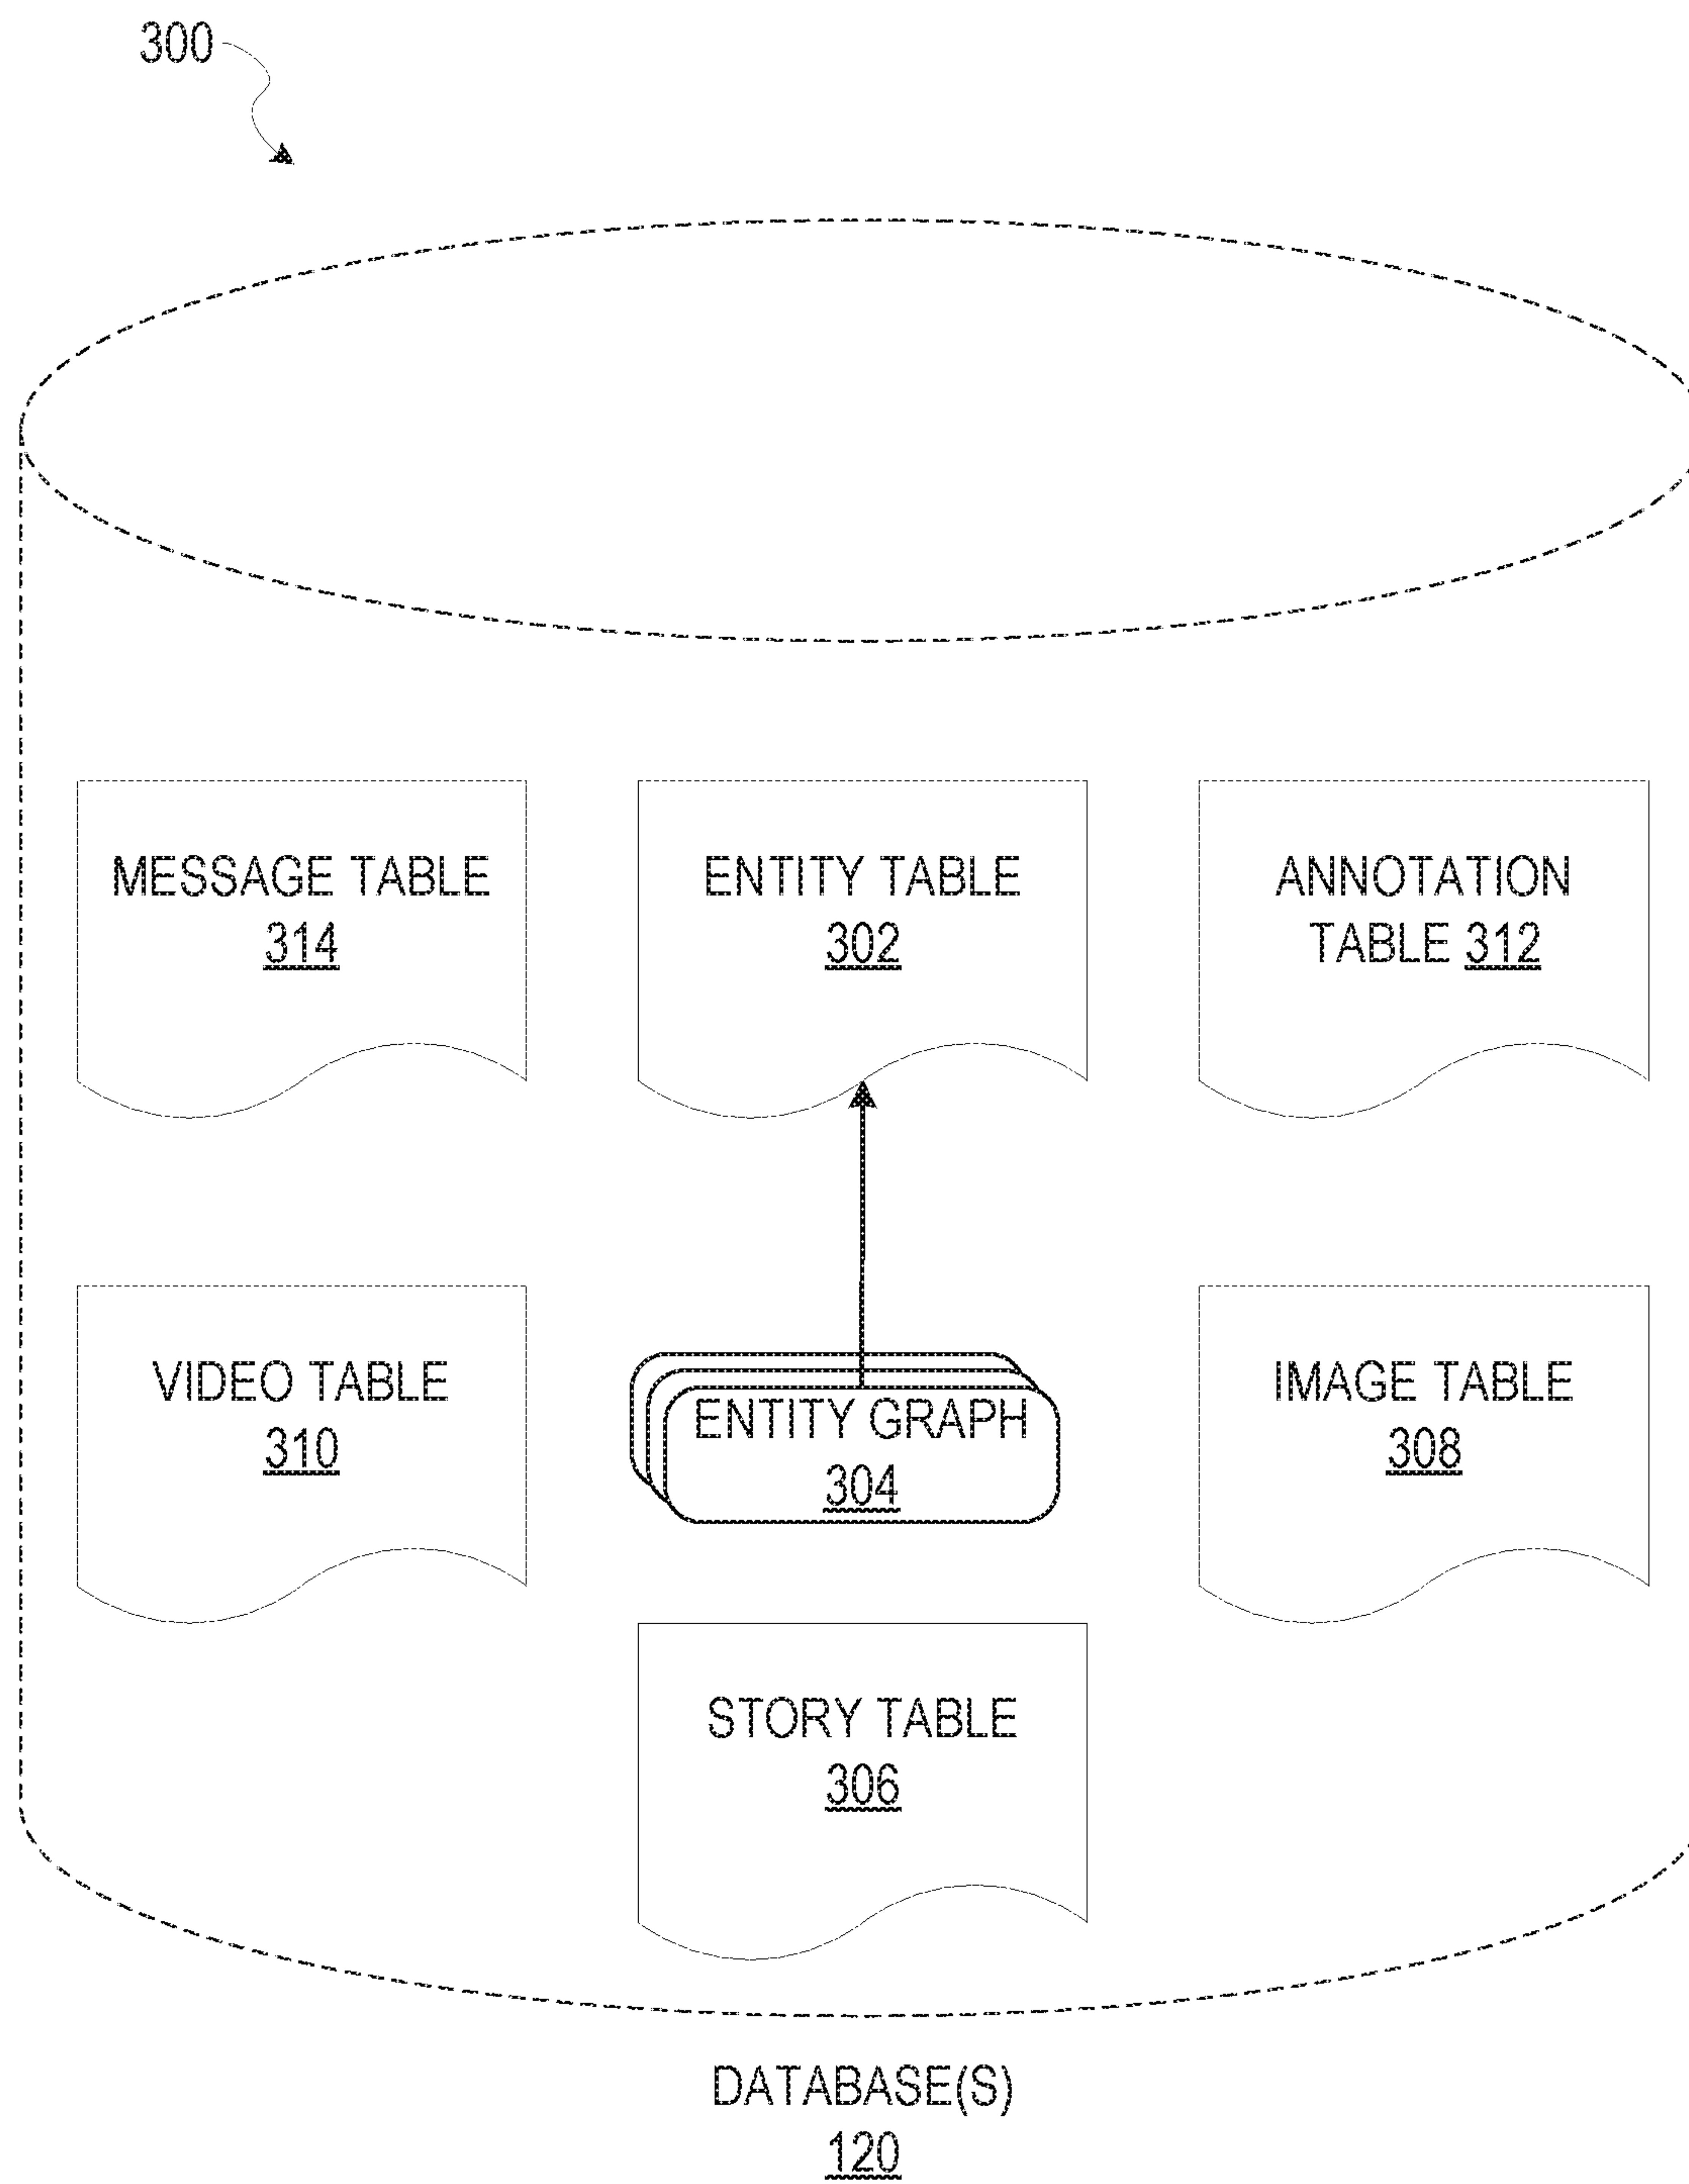 300
MESSAGE TABLE
314
ENTITY TABLE
302
ANNOTATION
TABLE 312
VIDEO TABLE
310
ENTITY GRAPH
304
IMAGE TABLE
308
STORY TABLE
306
DATABASE(S)
120